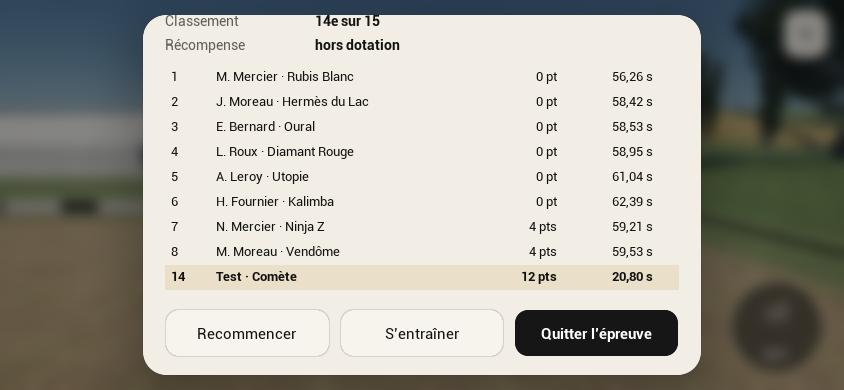 Classement 14e sur 15
Récompense hors dotation
1 M. Mercier · Rubis Blanc 0 pt 56,26 s
2 J. Moreau · Hermès du Lac 0 pt 58,42 s
3 E. Bernard · Oural 0 pt 58,53 s
4 L. Roux · Diamant Rouge 0 pt 58,95 s
5 A. Leroy · Utopie 0 pt 61,04 s
6 H. Fournier · Kalimba 0 pt 62,39 s
7 N. Mercier · Ninja Z 4 pts 59,21 s
8 M. Moreau · Vendôme 4 pts 59,53 s
14 Test · Comète 12 pts 20,80 s
Recommencer S'entraîner Quitter l'épreuve